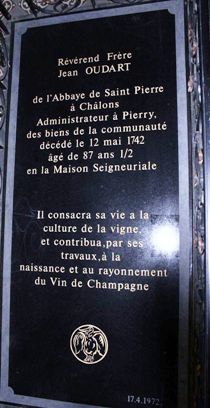 Révérend Frère
Jean OUDART
de l'Abbaye de Saint Pierre
à Châlons
Administrateur à Pierry,
des biens de la communauté
décédé le 12 mai 1742
âgé de 87 ans 1/2
en la Maison Seigneuriale
Il consacra sa vie a la
culture de la vigne,
et contribua,par ses
travaux,à la
naissance et au rayonnement
du Vin de Champagne
17.4.1972